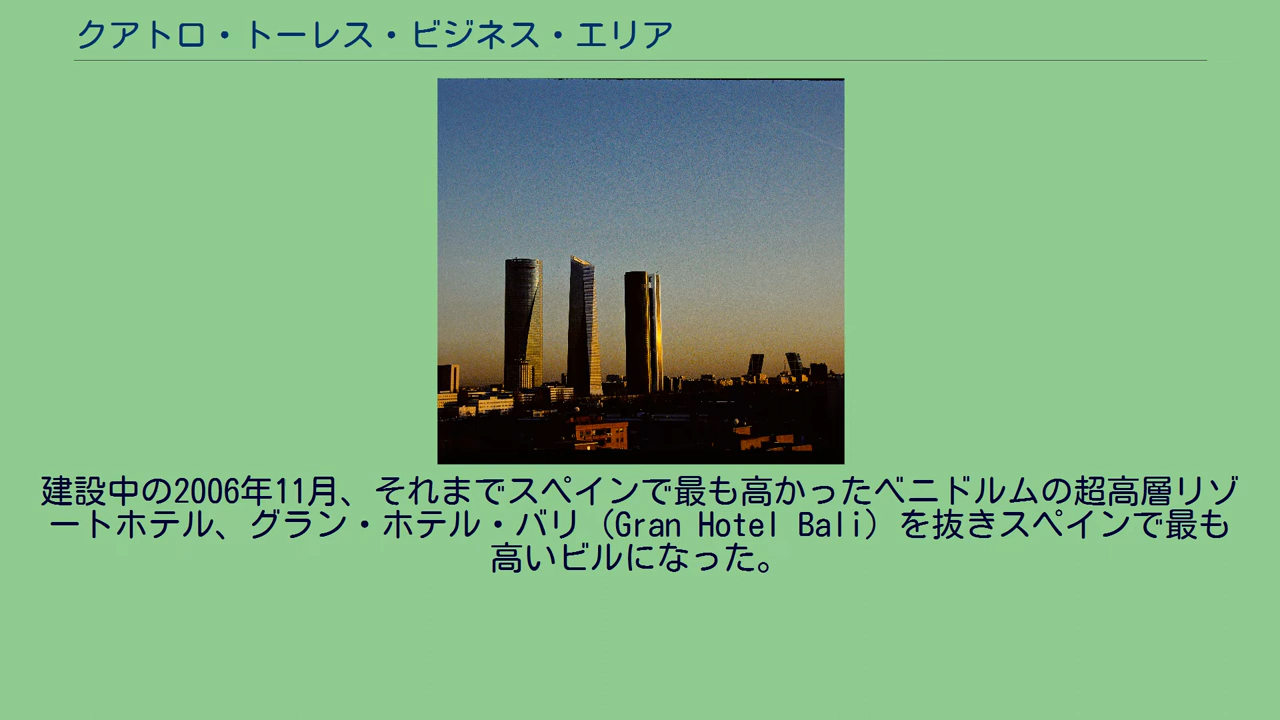 クアトロ・トーレス・ビジネス・エリア
建設中の2006年11月、それまでスペインで最も高かったベニドルムの超高層リゾ
ートホテル、グラン・ホテル・バリ（Gran Hotel Bali）を抜きスペインで最も
高いビルになった。